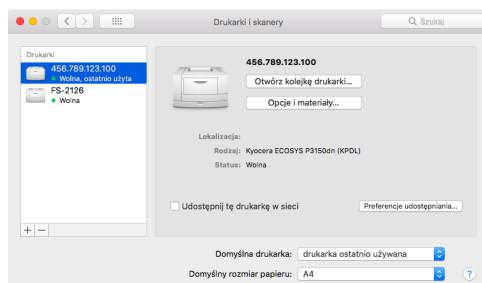 Drukarki i skanery
Szukaj
Drukarki
456.789.123.100
Wolna, ostatnio użyta
FS-2126
Wolna
456.789.123.100
Otwórz kolejkę drukarki...
Opcje i materiały...
Lokalizacja:
Rodzaj: Kyocera ECOSYS P3150dn (KPDL)
Status: Wolna
Udostępnij tę drukarkę w sieci
Preferencje udostępniania...
+ −
Domyślna drukarka: drukarka ostatnio używana
Domyślny rozmiar papieru: A4
?